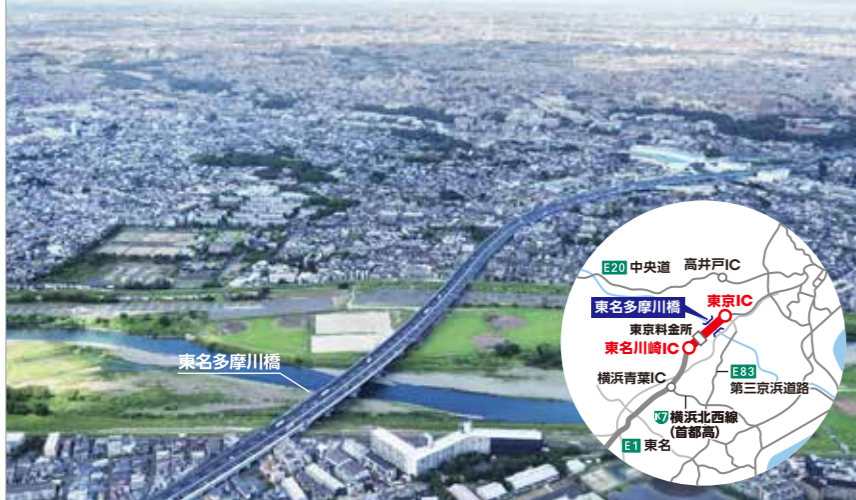 東名多摩川橋
E20 中央道
高井戸IC
東名多摩川橋
東京IC
東京料金所
東名川崎IC
E83
第三京浜道路
横浜青葉IC
K7 横浜北西線
(首都高)
E1 東名